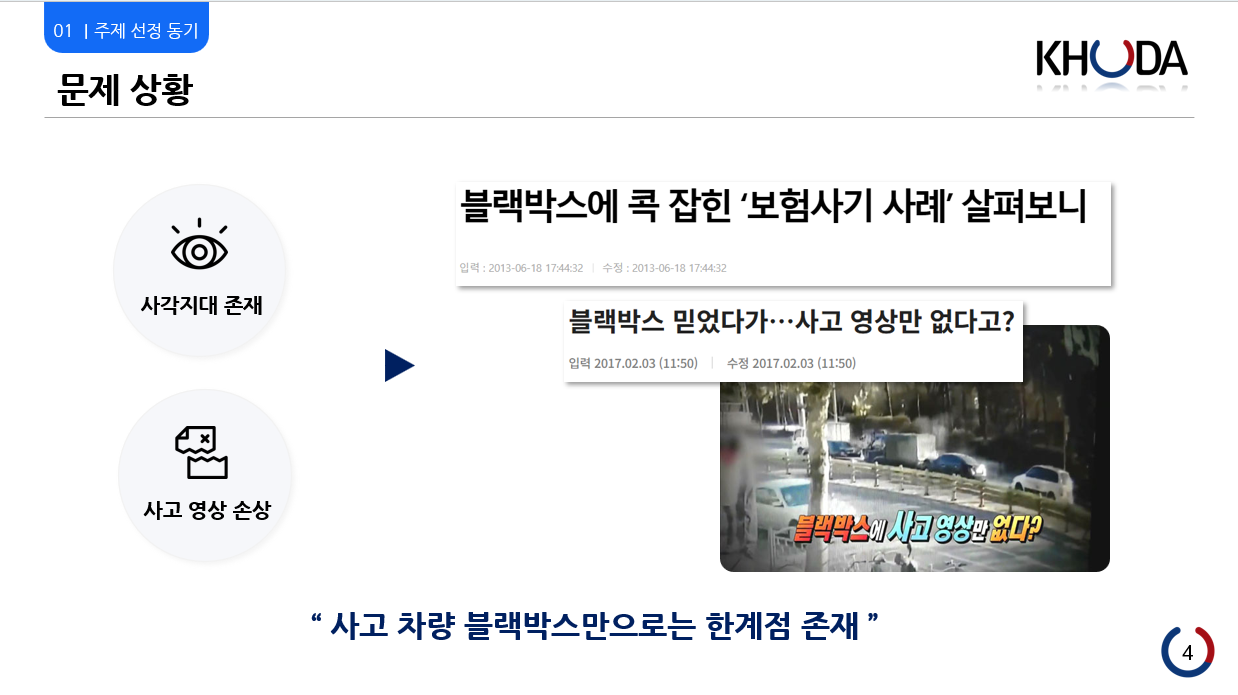 01 | 주제 선정 동기
KHUDA
문제 상황
사각지대 존재
사고 영상 손상
블랙박스에 콕 잡힌 ‘보험사기 사례’ 살펴보니
입력 : 2013-06-18 17:44:32 | 수정 : 2013-06-18 17:44:32
블랙박스 믿었다가…사고 영상만 없다고?
입력 2017.02.03 (11:50) | 수정 2017.02.03 (11:50)
블랙박스에 사고 영상만 없다?
“ 사고 차량 블랙박스만으로는 한계점 존재 ”
4